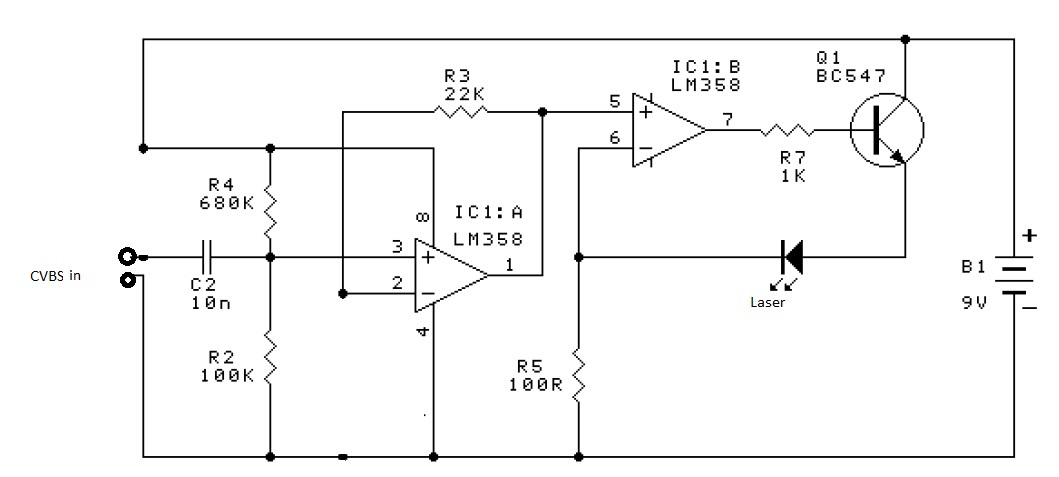 R3
22K
IC1:B
LM358
Q1
BC547
5
+
6
−
7
R7
1K
R4
680K
8
IC1:A
LM358
3
+
2
−
1
4
CVBS in
C2
10n
Laser
+
B1
9V
−
R2
100K
R5
100R